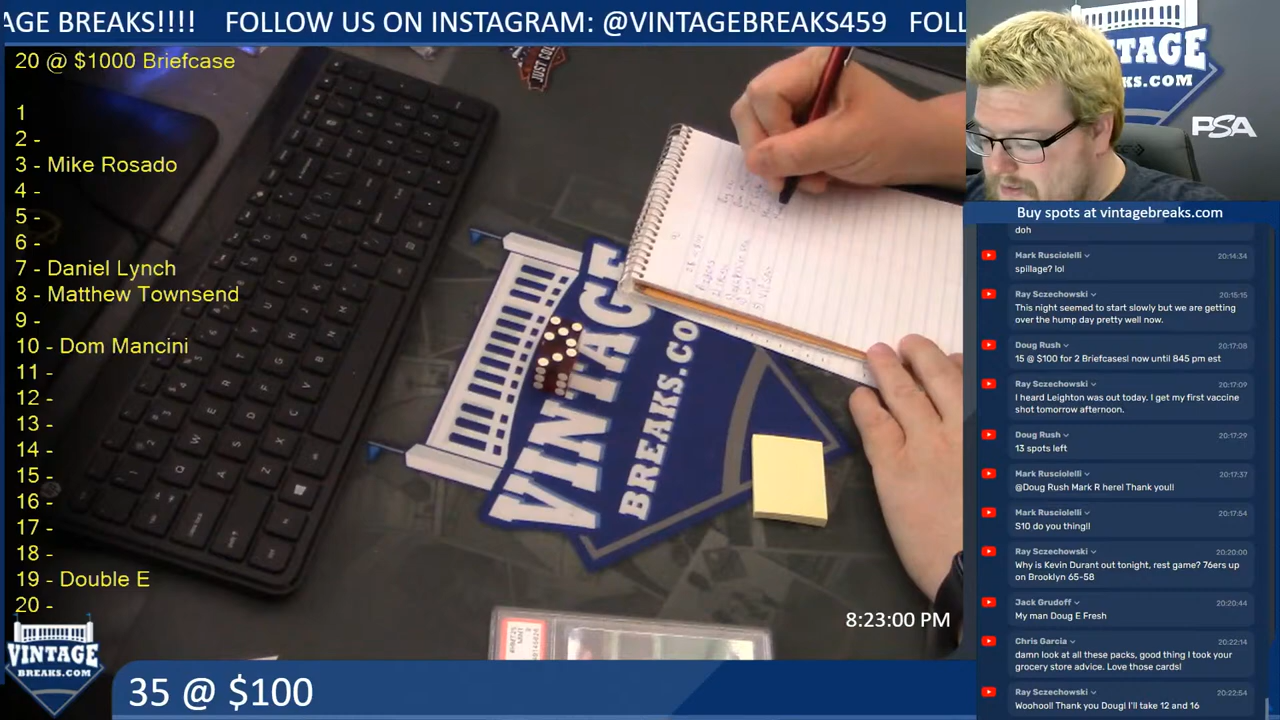 AGE BREAKS!!!! FOLLOW US ON INSTAGRAM: @VINTAGEBREAKS459 FOLL
20 @ $1000 Briefcase
1
2 -
3 - Mike Rosado
4 -
5 -
6 -
7 - Daniel Lynch
8 - Matthew Townsend
9 -
10 - Dom Mancini
11 -
12 -
13 -
14 -
15 -
16 -
17 -
18 -
19 - Double E
20 -
VINTAGE
BREAKS.COM
35 @ $100
8:23:00 PM
JUST COL
VINTAGE
BREAKS.CO
MINT 9
VINTAGE
BREAKS.COM
PSA
Buy spots at vintagebreaks.com
doh
Mark Rusciolelli 20:14:34
spillage? lol
Ray Sczechowski 20:15:15
This night seemed to start slowly but we are getting
over the hump day pretty well now.
Doug Rush 20:17:08
15 @ $100 for 2 Briefcases! now until 845 pm est
Ray Sczechowski 20:17:09
I heard Leighton was out today. I get my first vaccine
shot tomorrow afternoon.
Doug Rush 20:17:29
13 spots left
Mark Rusciolelli 20:17:37
@Doug Rush Mark R here! Thank you!!
Mark Rusciolelli 20:17:54
S10 do you thing!!
Ray Sczechowski 20:20:00
Why is Kevin Durant out tonight, rest game? 76ers up
on Brooklyn 65-58
Jack Grudoff 20:20:44
My man Doug E Fresh
Chris Garcia 20:22:14
damn look at all these packs, good thing I took your
grocery store advice. Love those cards!
Ray Sczechowski 20:22:54
Woohoo!! Thank you Doug! I'll take 12 and 16